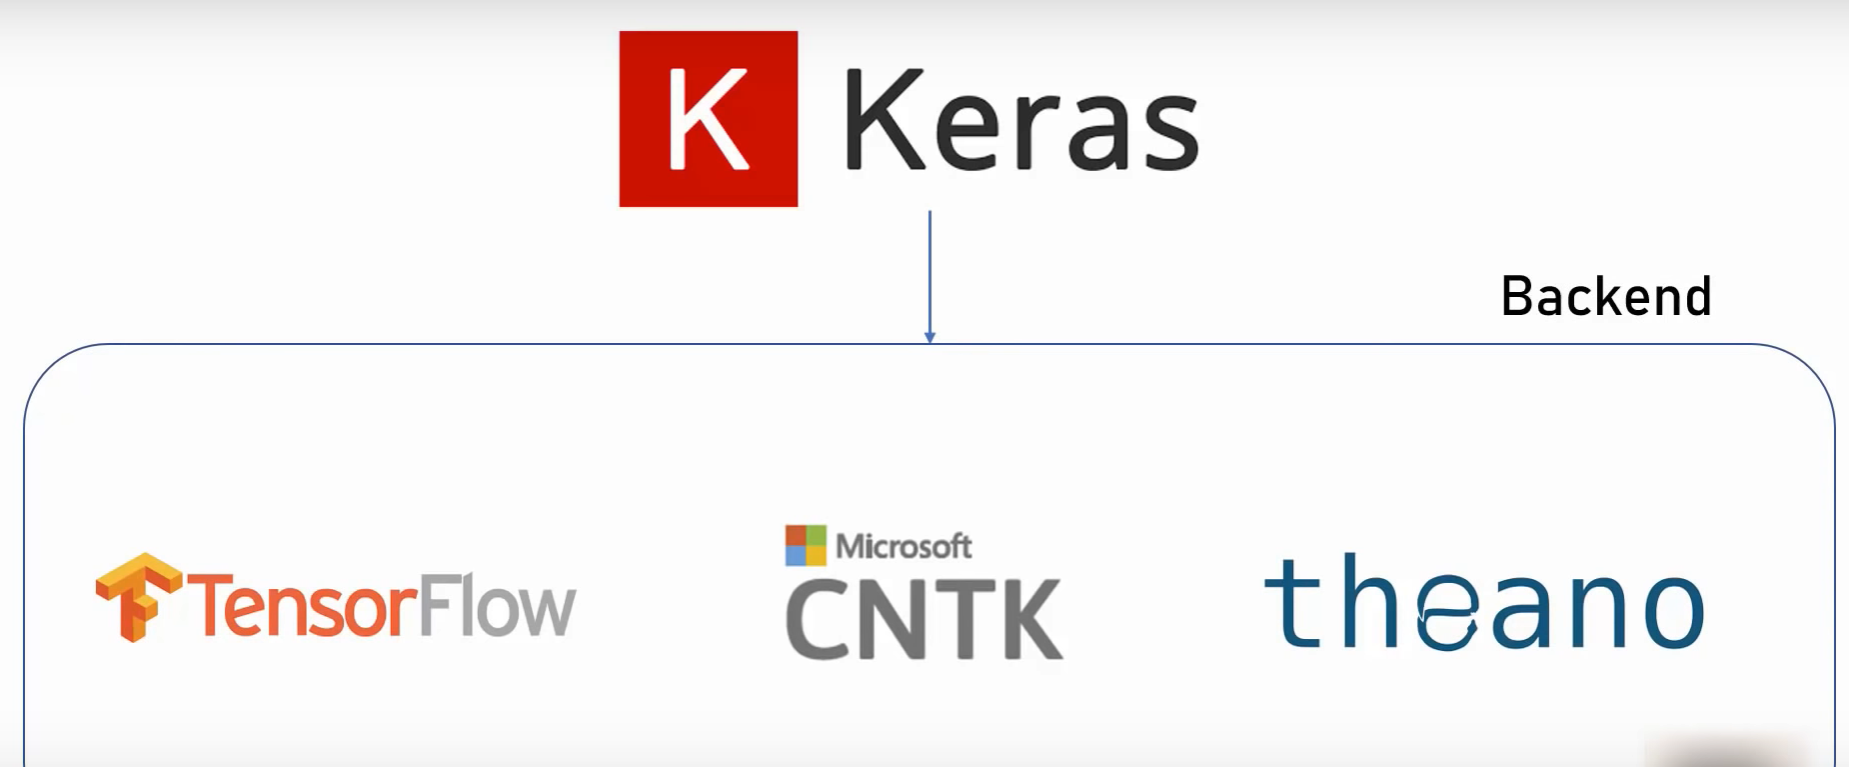 K Keras
Backend
TensorFlow
Microsoft
CNTK
theano